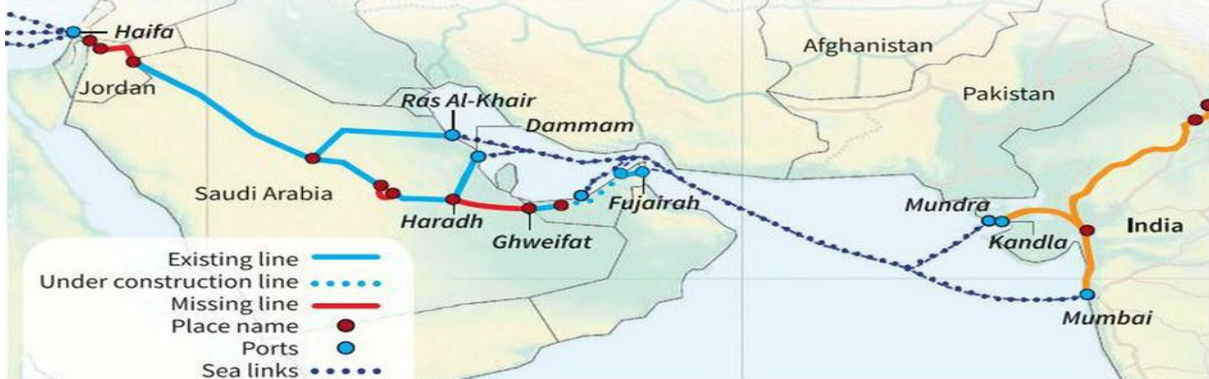 Haifa
Afghanistan
Jordan
Pakistan
Ras Al-Khair
Dammam
Saudi Arabia
Haradh
Fujairah
Mundra
Ghweifat
Kandla
India
Existing line
Under construction line
Missing line
Place name
Ports
Sea links
Mumbai